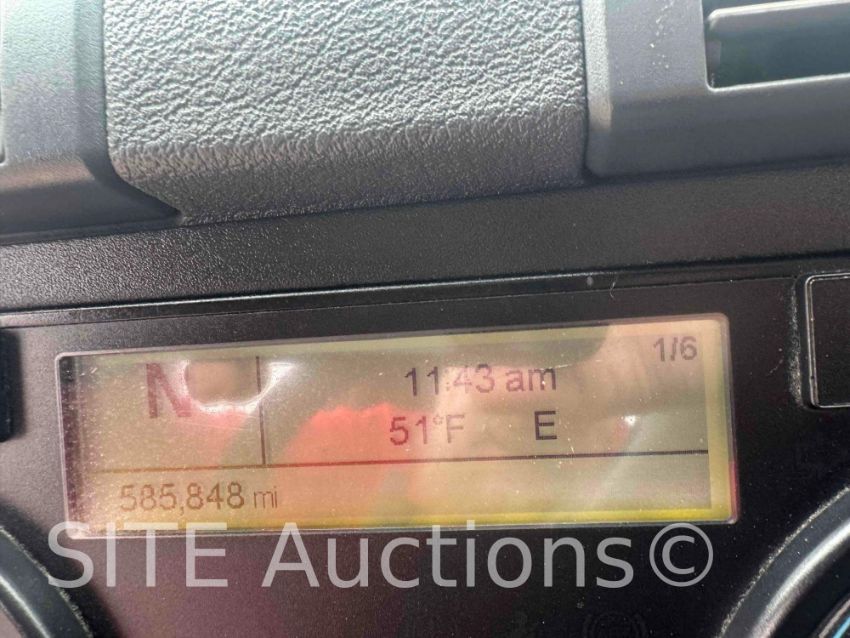 1/6
N
11:43 am
51°F E
585,848 mi
SITE Auctions©